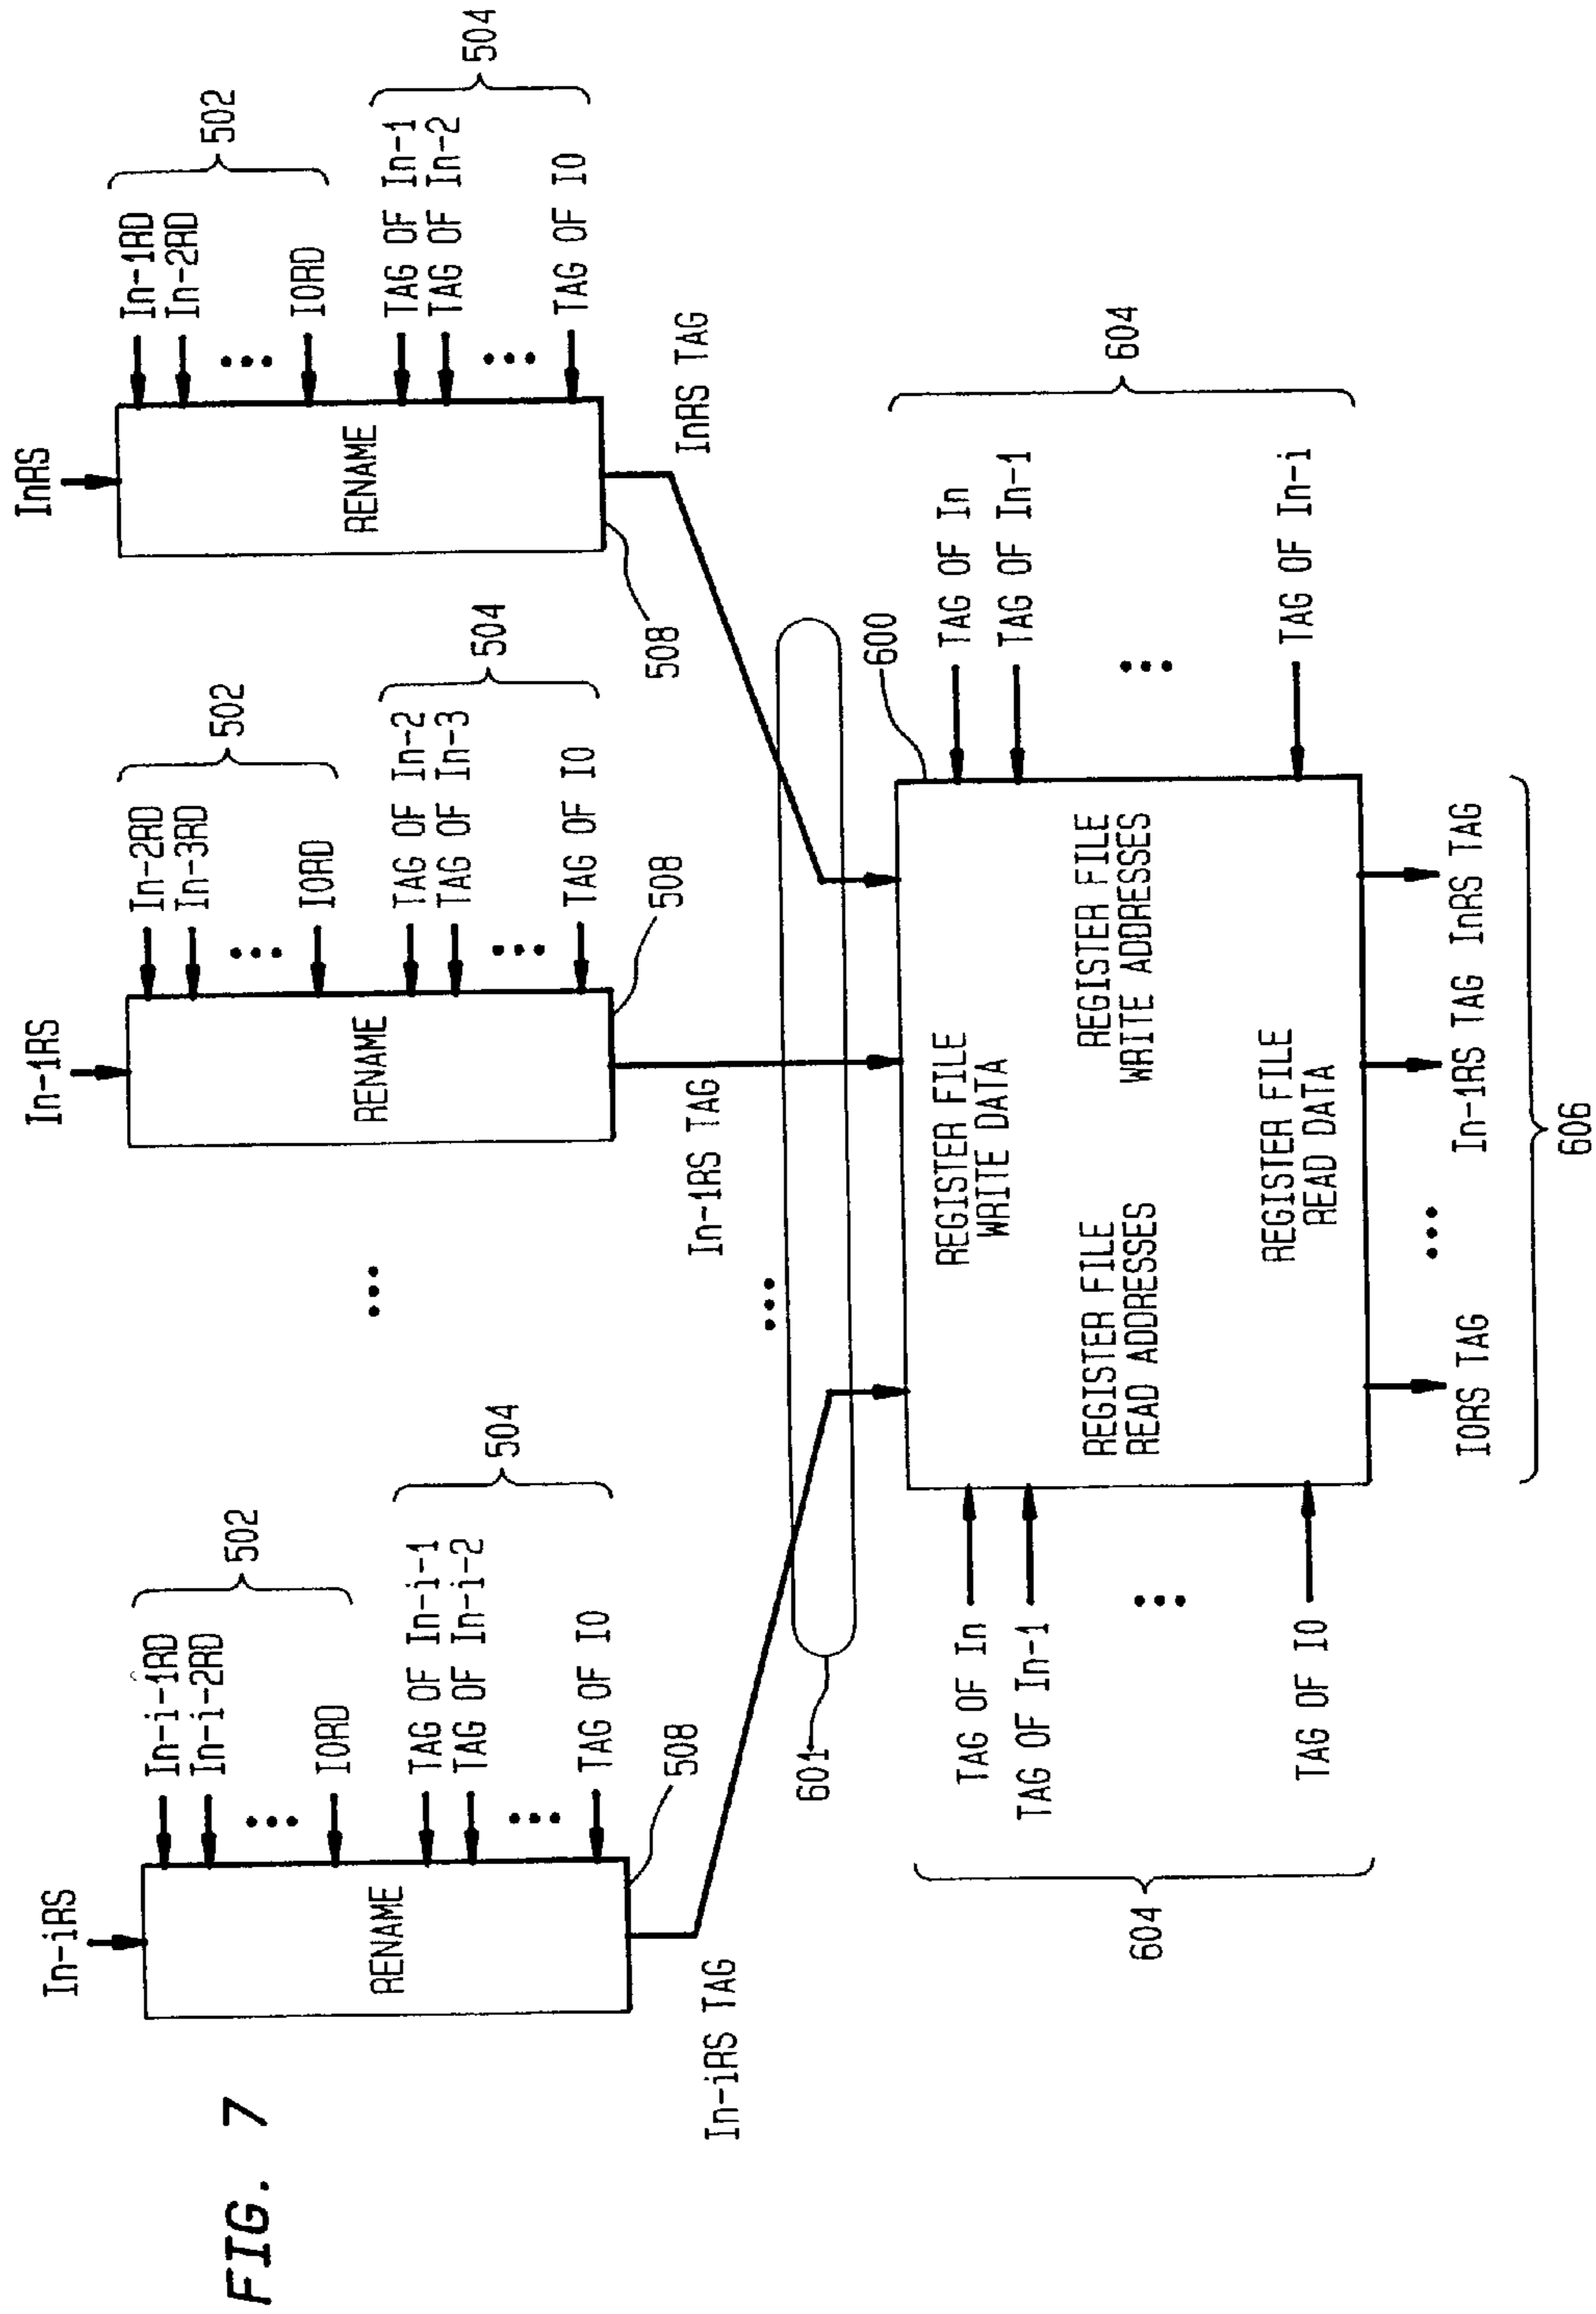 FIG. 7
In-iRS
RENAME
In-i-1RD
In-i-2RD
•••
IORD
502
TAG OF In-i-1
TAG OF In-i-2
•••
TAG OF I0
504
508
In-iRS TAG
•••
In-1RS
RENAME
In-2RD
In-3RD
•••
IORD
502
TAG OF In-2
TAG OF In-3
•••
TAG OF I0
504
508
In-1RS TAG
•••
InRS
RENAME
In-1RD
In-2RD
•••
IORD
502
TAG OF In-1
TAG OF In-2
•••
TAG OF I0
504
508
InRS TAG
601
600
REGISTER FILE
WRITE DATA
REGISTER FILE
READ ADDRESSES
REGISTER FILE
WRITE ADDRESSES
REGISTER FILE
READ DATA
604
TAG OF In
TAG OF In-1
•••
TAG OF I0
TAG OF In
TAG OF In-1
•••
TAG OF In-i
604
IORS TAG ••• In-1RS TAG InRS TAG
606